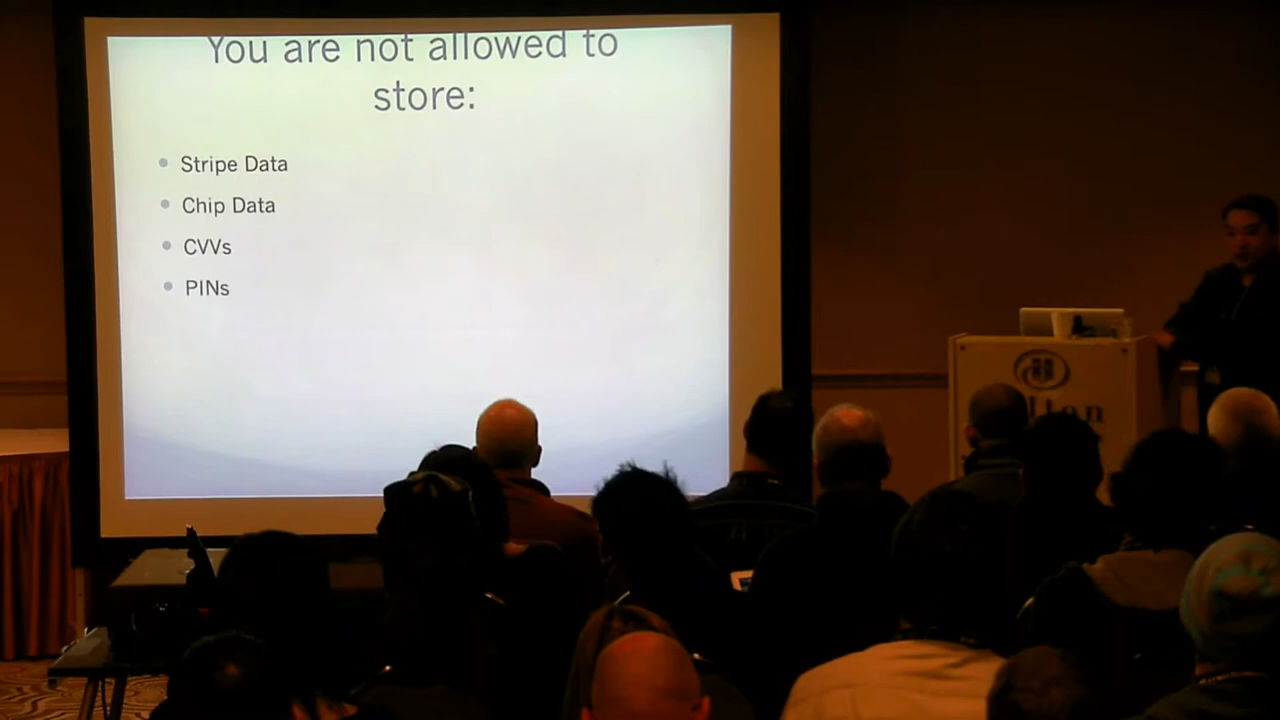 You are not allowed to
store:
Stripe Data
Chip Data
CVVs
PINs